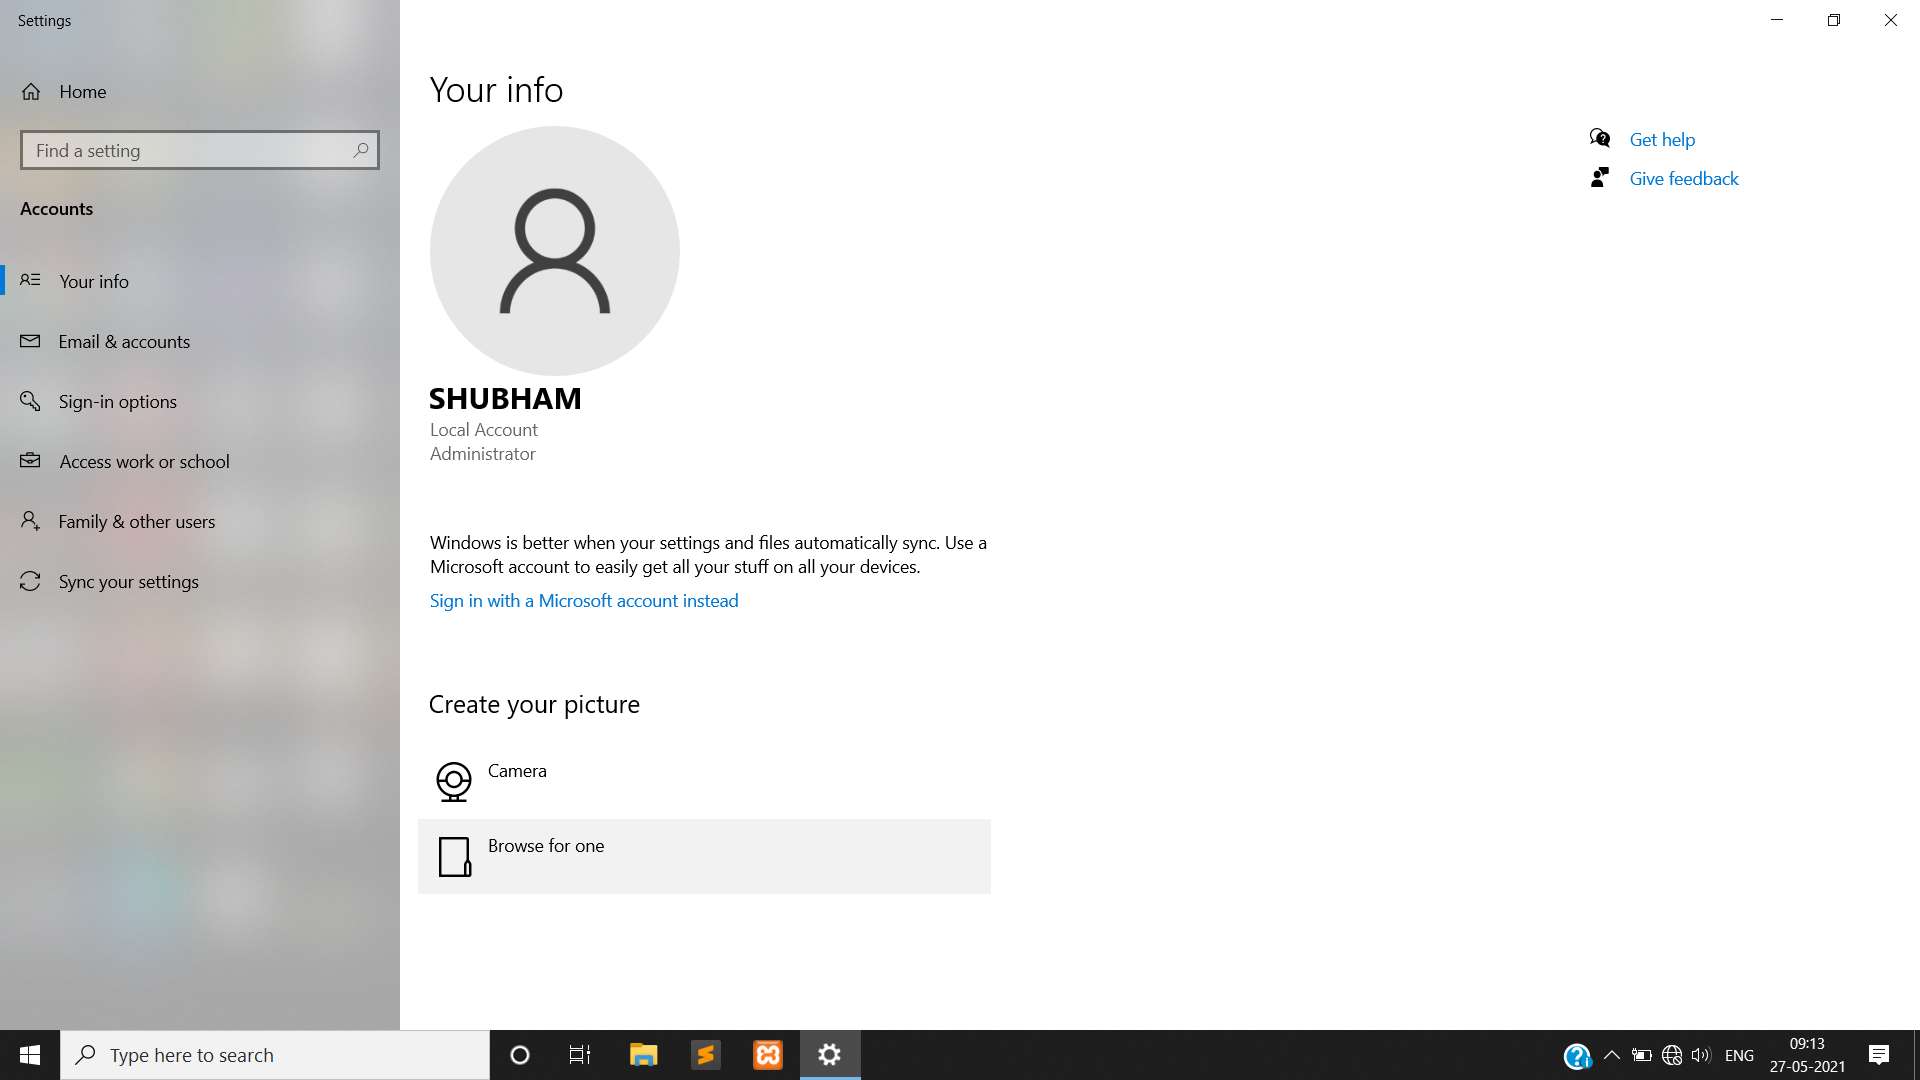 Settings
Home
Find a setting
Accounts
Your info
Email & accounts
Sign-in options
Access work or school
Family & other users
Sync your settings
Your info
SHUBHAM
Local Account
Administrator
Windows is better when your settings and files automatically sync. Use a
Microsoft account to easily get all your stuff on all your devices.
Sign in with a Microsoft account instead
Create your picture
Camera
Browse for one
Get help
Give feedback
Type here to search
ENG
09:13
27-05-2021